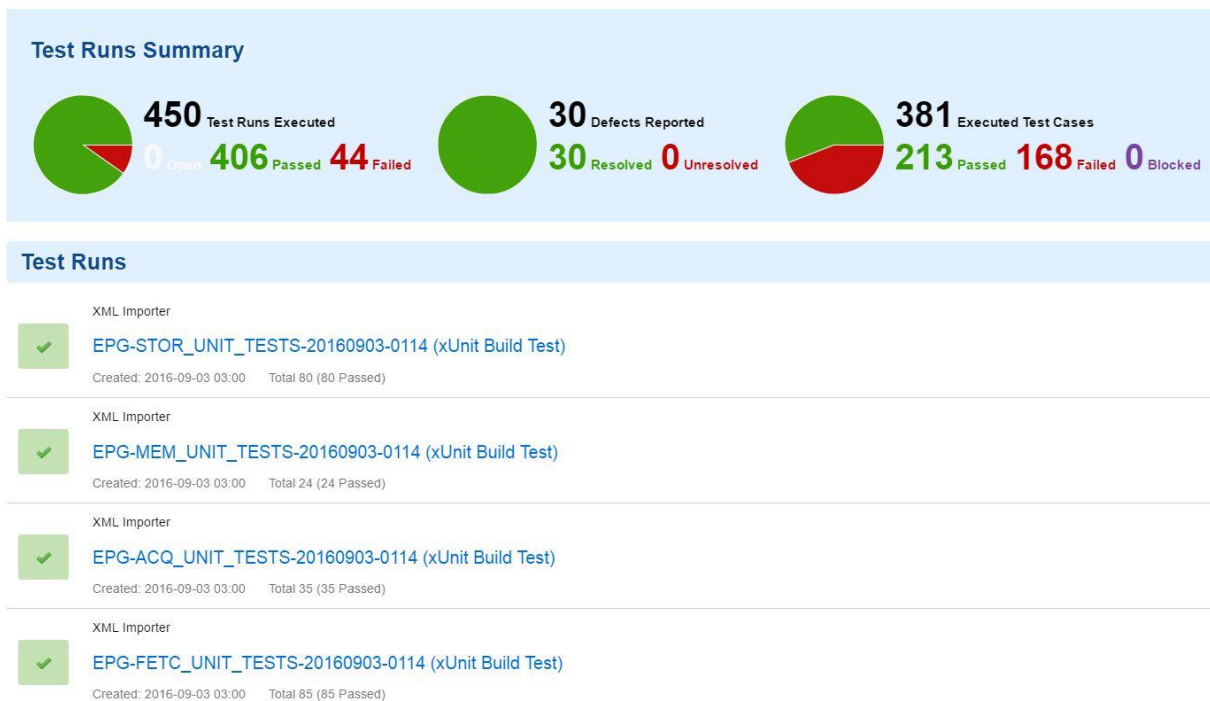 Test Runs Summary
450 Test Runs Executed
0 Open 406 Passed 44 Failed
30 Defects Reported
30 Resolved 0 Unresolved
381 Executed Test Cases
213 Passed 168 Failed 0 Blocked
Test Runs
XML Importer
EPG-STOR_UNIT_TESTS-20160903-0114 (xUnit Build Test)
Created: 2016-09-03 03:00 Total 80 (80 Passed)
XML Importer
EPG-MEM_UNIT_TESTS-20160903-0114 (xUnit Build Test)
Created: 2016-09-03 03:00 Total 24 (24 Passed)
XML Importer
EPG-ACQ_UNIT_TESTS-20160903-0114 (xUnit Build Test)
Created: 2016-09-03 03:00 Total 35 (35 Passed)
XML Importer
EPG-FETC_UNIT_TESTS-20160903-0114 (xUnit Build Test)
Created: 2016-09-03 03:00 Total 85 (85 Passed)